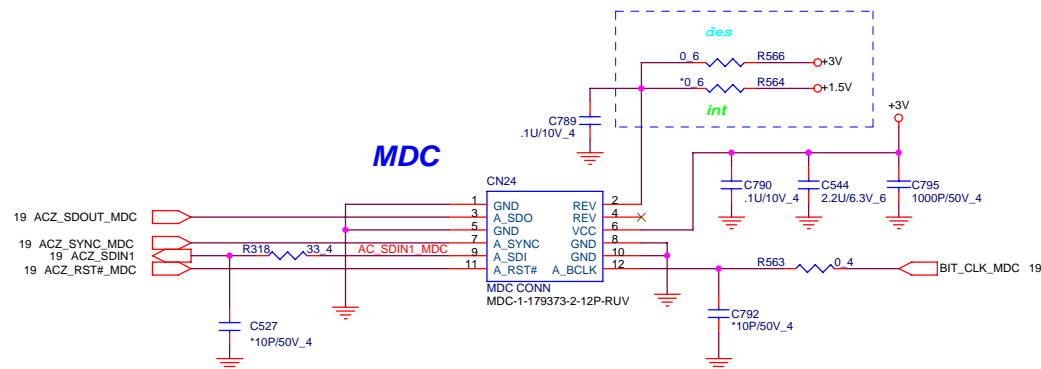 des
0_6 R566 +3V
*0_6 R564 +1.5V
int
C789
.1U/10V_4
+3V
MDC
C790
.1U/10V_4
C544
2.2U/6.3V_6
C795
1000P/50V_4
CN24
1 GND REV 2
19 ACZ_SDOUT_MDC 3 A_SDO REV 4
5 GND VCC 6
19 ACZ_SYNC_MDC 7 A_SYNC GND 8
19 ACZ_SDIN1 R318 33_4 AC_SDIN1_MDC 9 A_SDI GND 10
19 ACZ_RST#_MDC 11 A_RST# A_BCLK 12 R563 0_4 BIT_CLK_MDC 19
MDC CONN
MDC-1-179373-2-12P-RUV
C527
*10P/50V_4
C792
*10P/50V_4